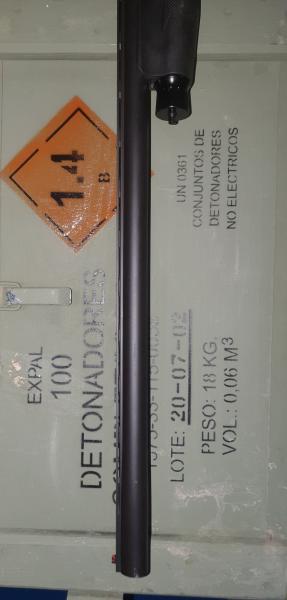 1.4
B
UN 0361
CONJUNTOS DE
DETONADORES
NO ELECTRICOS
EXPAL
100
DETONADORES
LOTE: 20-07-02
PESO: 18 KG.
VOL.: 0,06 M³